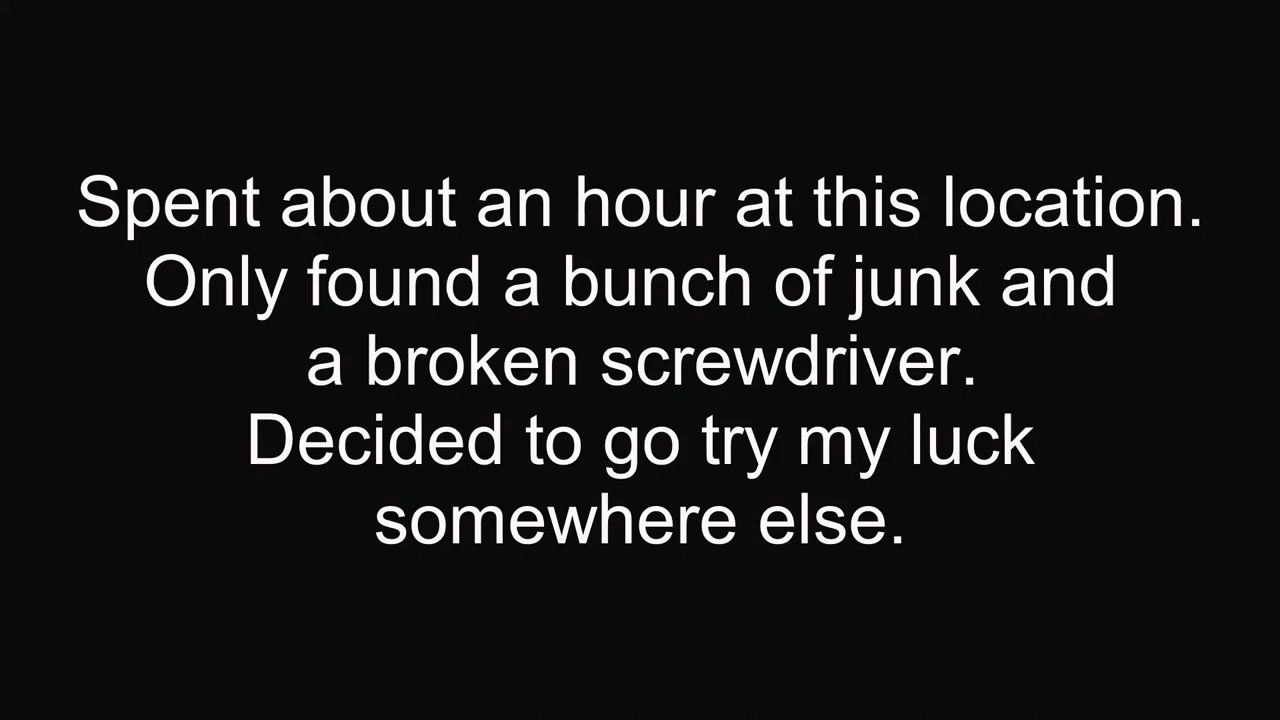 Spent about an hour at this location.
Only found a bunch of junk and
a broken screwdriver.
Decided to go try my luck
somewhere else.